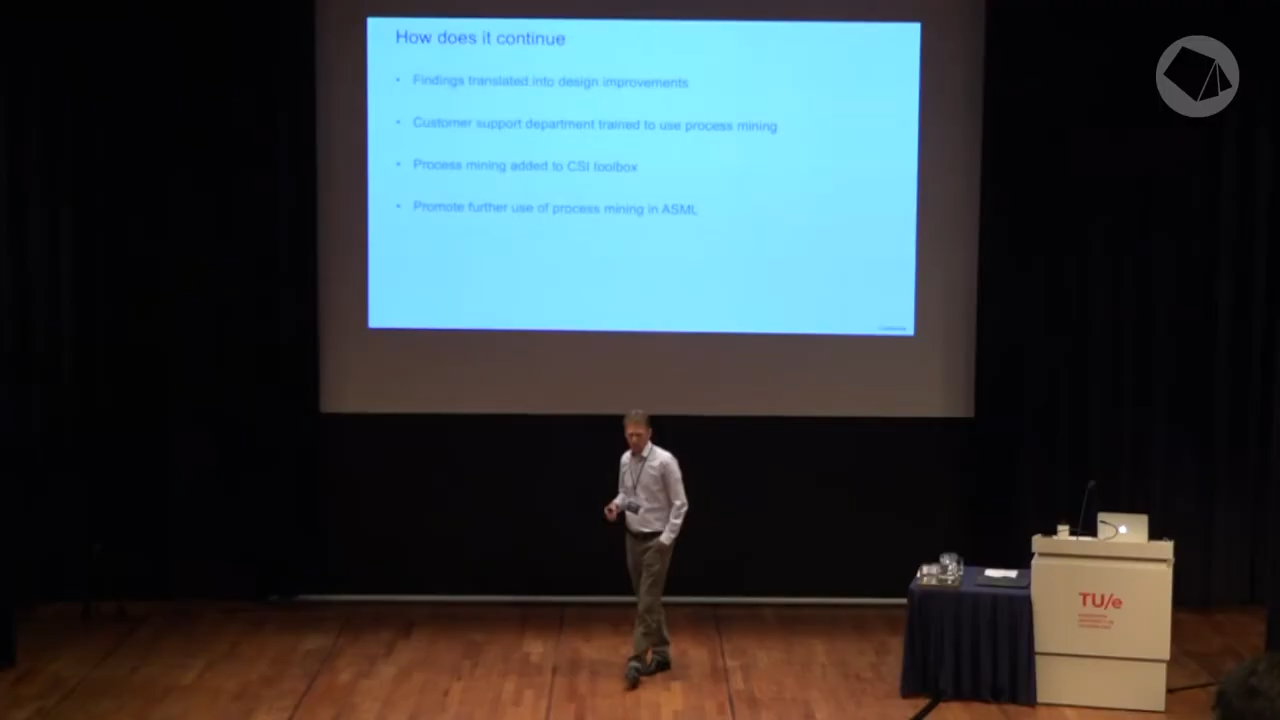 How does it continue
• Findings translated into design improvements
• Customer support department trained to use process mining
• Process mining added to CSI toolbox
• Promote further use of process mining in ASML
TU/e